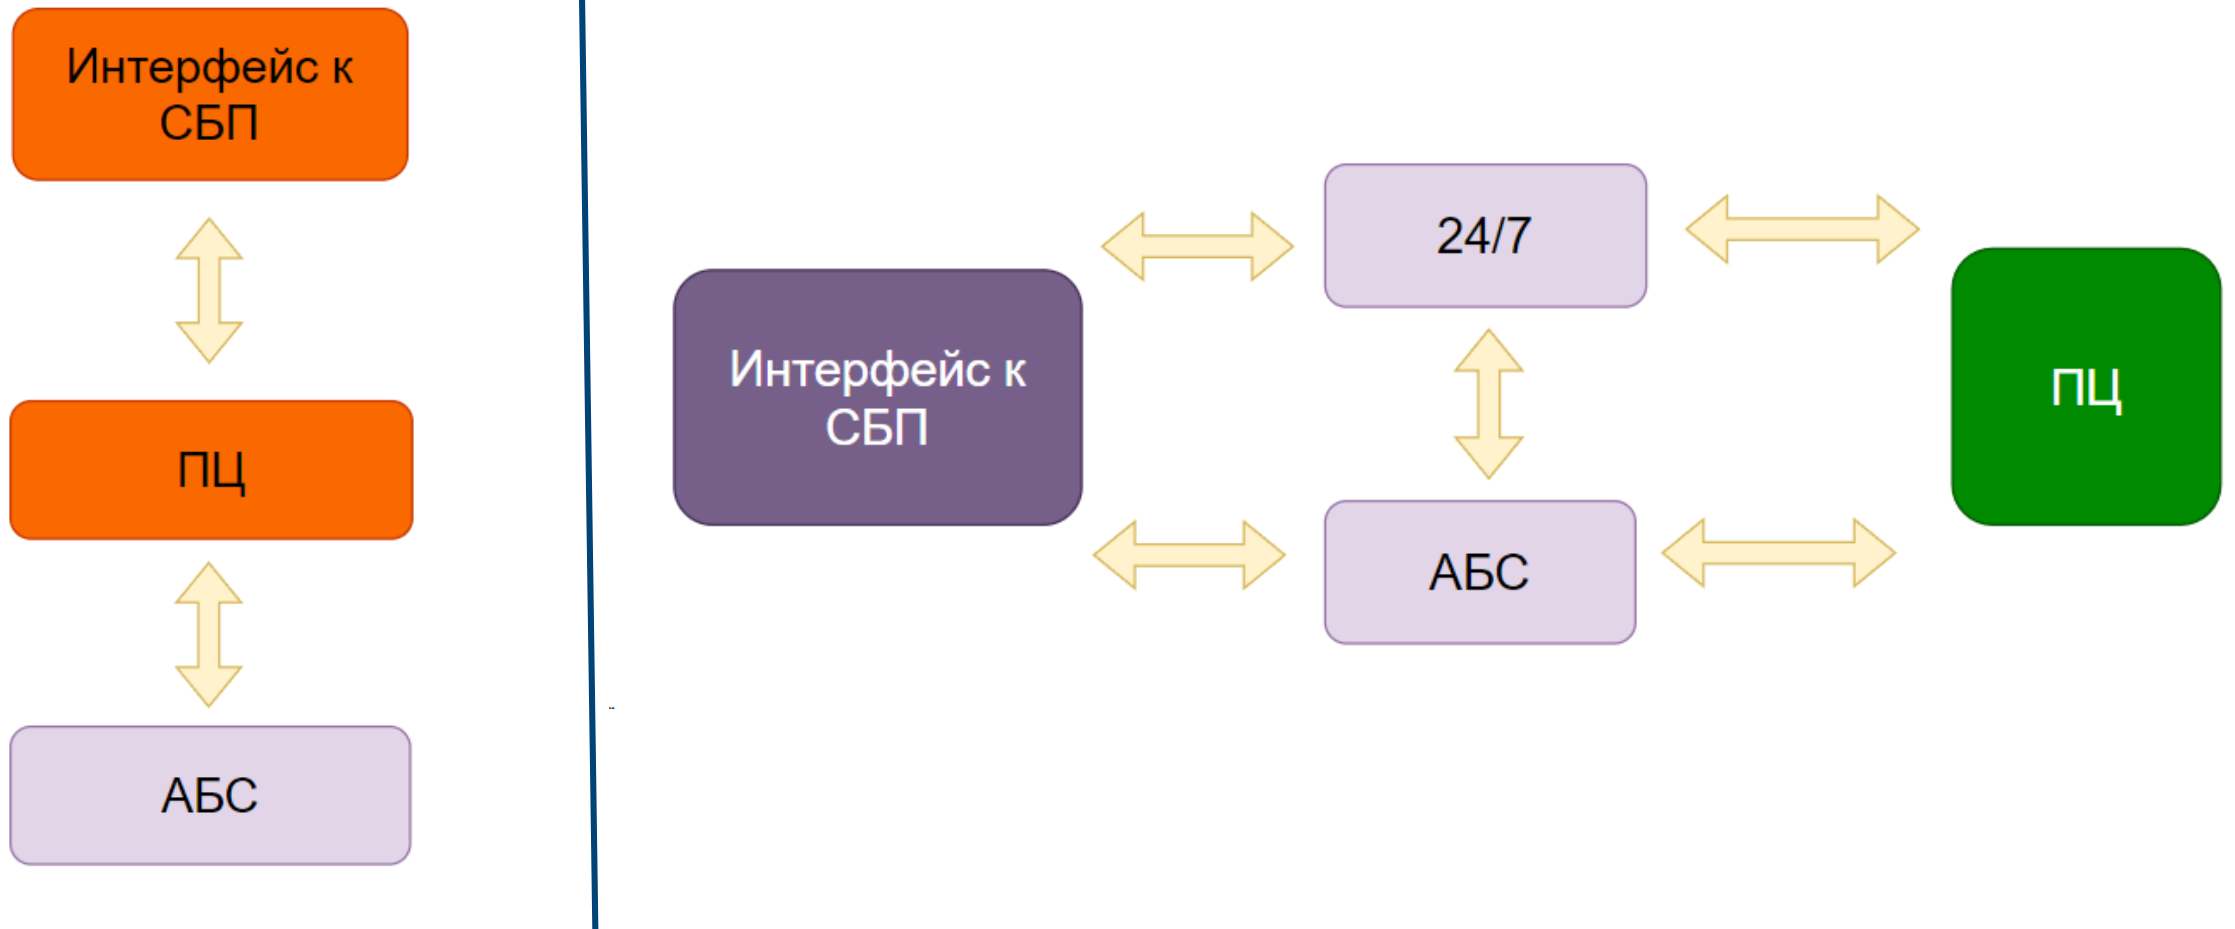 Интерфейс к
СБП
ПЦ
АБС
24/7
Интерфейс к
СБП
ПЦ
АБС